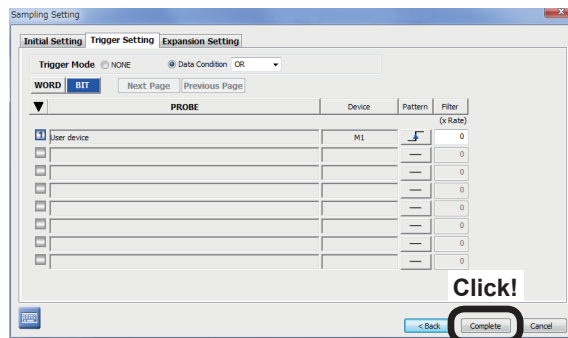 Sampling Setting
Initial Setting Trigger Setting Expansion Setting
Trigger Mode NONE Data Condition OR
WORD BIT Next Page Previous Page
PROBE Device Pattern Filter
(x Rate)
1 User device M1 0
0
0
0
0
0
0
0
Click!
< Back Complete Cancel